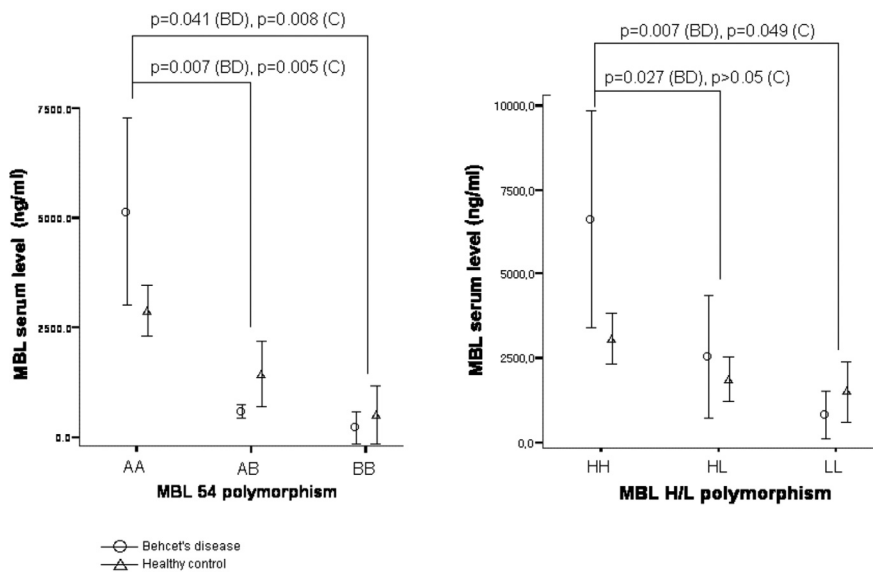 p=0.041 (BD), p=0.008 (C)
p=0.007 (BD), p=0.005 (C)
7500.0
5000.0
2500.0
0.0
MBL serum level (ng/ml)
AA AB BB
MBL 54 polymorphism
p=0.007 (BD), p=0.049 (C)
p=0.027 (BD), p>0.05 (C)
10000,0
7500,0
5000,0
2500,0
0,0
MBL serum level (ng/ml)
HH HL LL
MBL H/L polymorphism
Behcet's disease
Healthy control